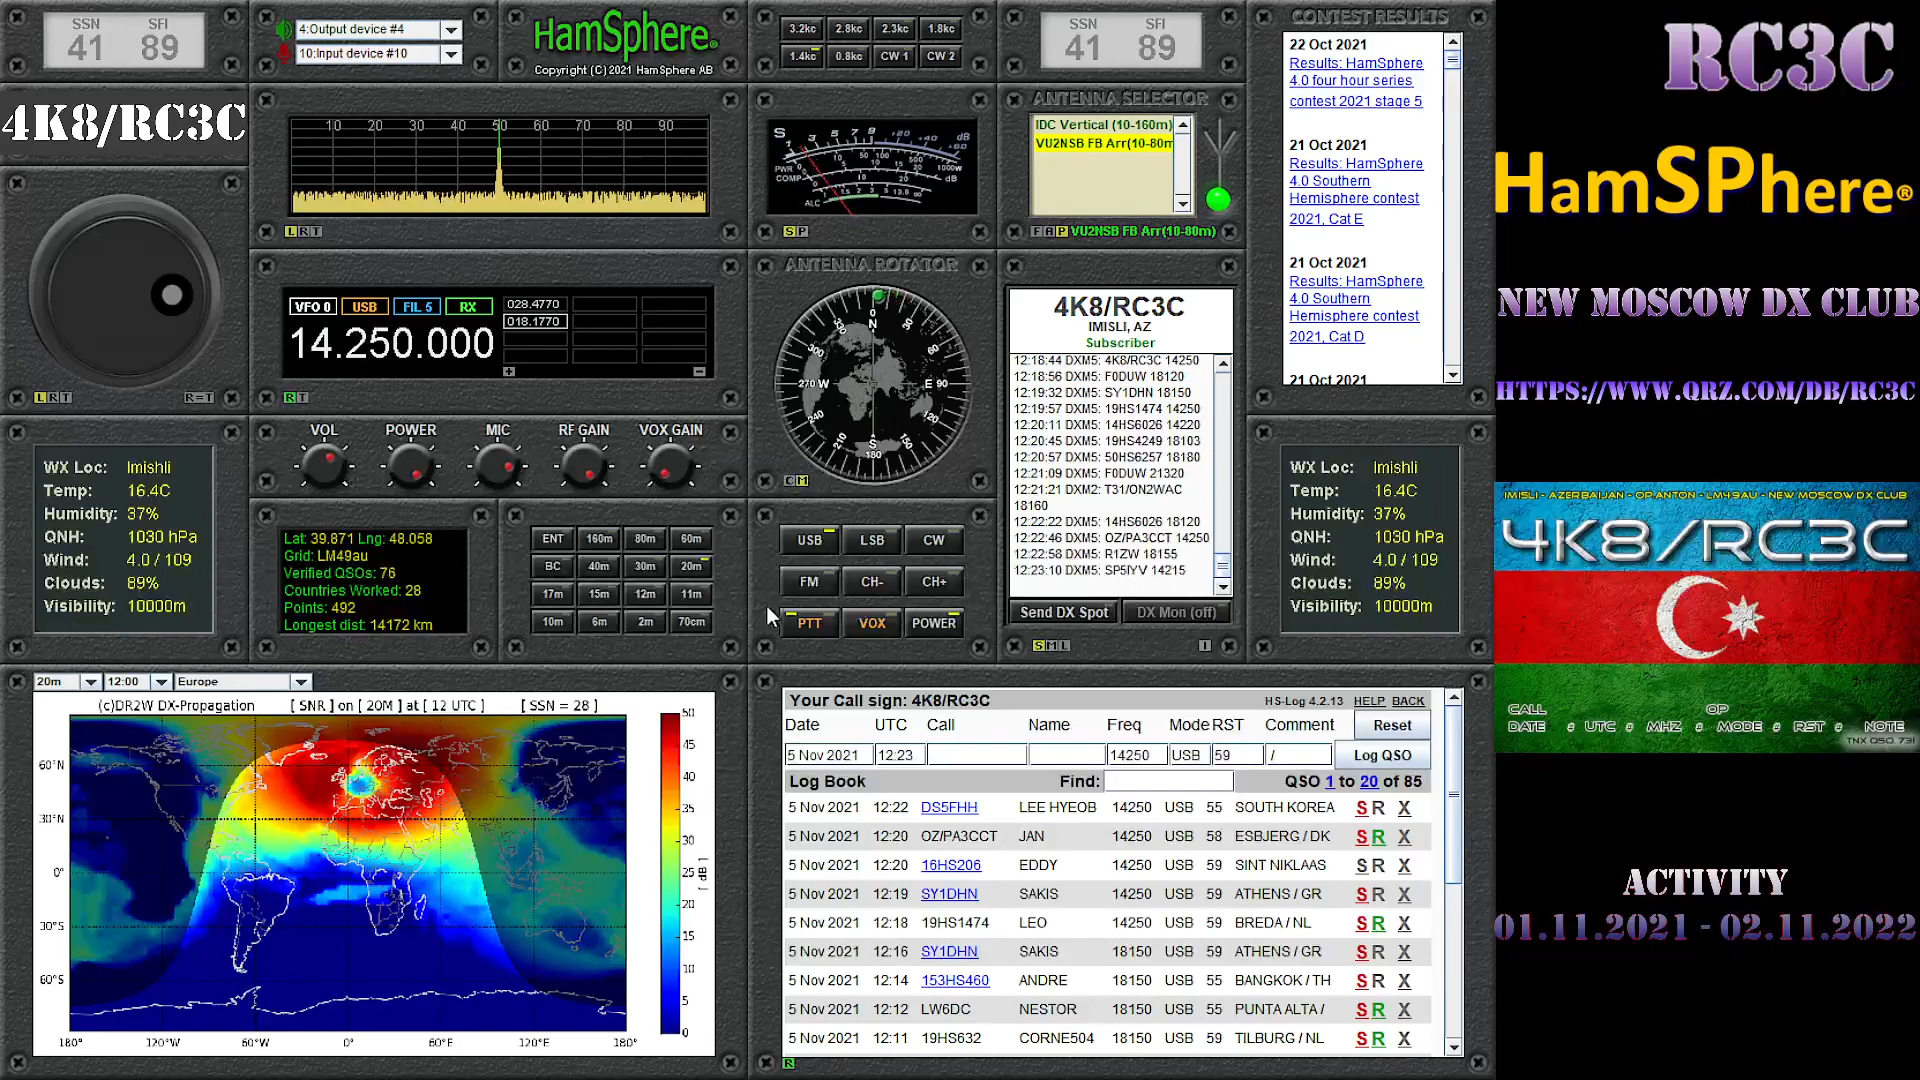 SSN SFI
41 89
4:Output device #4
10:Input device #10
HamSphere®
Copyright (C)2021 HamSphere AB
3.2kc 2.8kc 2.3kc 1.8kc
1.4kc 0.8kc CW 1 CW 2
SSN SFI
41 89
CONTEST RESULTS
22 Oct 2021
Results: HamSphere
4.0 four hour series
contest 2021 stage 5
21 Oct 2021
Results: HamSphere
4.0 Southern
Hemisphere contest
2021, Cat E
21 Oct 2021
Results: HamSphere
4.0 Southern
Hemisphere contest
2021, Cat D
21 Oct 2021
RC3C
HamSPhere®
NEW MOSCOW DX CLUB
HTTPS://WWW.QRZ.COM/DB/RC3C
4K8/RC3C
10 20 30 40 50 60 70 80 90
L R T
S P
ANTENNA SELECTOR
IDC Vertical (10-160m)
VU2NSB FB Arr(10-80m
F A P VU2NSB FB Arr(10-80m)
L R T R=T
VFO 0 USB FIL 5 RX
14.250.000
028.4770
018.1770
R T
ANTENNA ROTATOR
C M
4K8/RC3C
IMISLI, AZ
Subscriber
12:18:44 DXM5: 4K8/RC3C 14250
12:18:56 DXM5: F0DUW 18120
12:19:32 DXM5: SY1DHN 18150
12:19:57 DXM5: 19HS1474 14250
12:20:11 DXM5: 14HS6026 21420
12:20:45 DXM5: 19HS4249 18103
12:20:57 DXM5: 50HS6257 18180
12:21:09 DXM5: F0DUW 21320
12:21:21 DXM2: T31/ON2WAC
18160
12:22:22 DXM5: 14HS6026 18120
12:22:46 DXM5: OZ/PA3CCT 14250
12:22:58 DXM5: R1ZW 18155
12:23:10 DXM5: SP5IYV 14215
Send DX Spot DX Mon (off)
S M L I
VOL POWER MIC RF GAIN VOX GAIN
WX Loc: Imishli
Temp: 16.4C
Humidity: 37%
QNH: 1030 hPa
Wind: 4.0 / 109
Clouds: 89%
Visibility: 10000m
Lat: 39.871 Lng: 48.058
Grid: LM49au
Verified QSOs: 76
Countries Worked: 28
Points: 492
Longest dist: 14172 km
ENT 160m 80m 60m
BC 40m 30m 20m
17m 15m 12m 11m
10m 6m 2m 70cm
USB LSB CW
FM CH- CH+
PTT VOX POWER
WX Loc: Imishli
Temp: 16.4C
Humidity: 37%
QNH: 1030 hPa
Wind: 4.0 / 109
Clouds: 89%
Visibility: 10000m
IMISLI - AZERBAIJAN - OP. ANTON - LM49AU - NEW MOSCOW DX CLUB
4K8/RC3C
CALL OP
DATE # UTC # MHZ # MODE # RST # NOTE
TNX QSO. 73!
20m 12:00 Europe
(c)DR2W DX-Propagation [ SNR ] on [ 20M ] at [ 12 UTC ] [ SSN = 28 ]
60°N
30°N
0°
30°S
60°S
180° 120°W 60°W 0° 60°E 120°E 180°
50
45
40
35
30
25
20
15
10
5
0
[ dB ]
Your Call sign: 4K8/RC3C HS-Log 4.2.13 HELP BACK
Date UTC Call Name Freq Mode RST Comment Reset
5 Nov 2021 12:23 14250 USB 59 / Log QSO
Log Book Find: QSO 1 to 20 of 85
5 Nov 2021 12:22 DS5FHH LEE HYEOB 14250 USB 55 SOUTH KOREA S R X
5 Nov 2021 12:20 OZ/PA3CCT JAN 14250 USB 58 ESBJERG / DK S R X
5 Nov 2021 12:20 16HS206 EDDY 14250 USB 59 SINT NIKLAAS S R X
5 Nov 2021 12:19 SY1DHN SAKIS 14250 USB 59 ATHENS / GR S R X
5 Nov 2021 12:18 19HS1474 LEO 14250 USB 59 BREDA / NL S R X
5 Nov 2021 12:16 SY1DHN SAKIS 18150 USB 59 ATHENS / GR S R X
5 Nov 2021 12:14 153HS460 ANDRE 18150 USB 55 BANGKOK / TH S R X
5 Nov 2021 12:12 LW6DC NESTOR 18150 USB 55 PUNTA ALTA / S R X
5 Nov 2021 12:11 19HS632 CORNE504 18150 USB 59 TILBURG / NL S R X
R
ACTIVITY
01.11.2021 - 02.11.2022